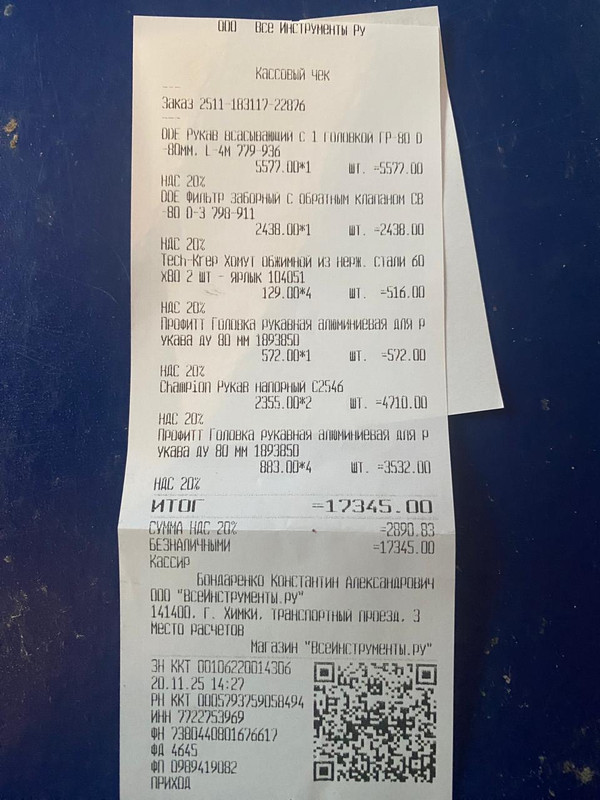 ООО Все Инструменты Ру
Кассовый чек
---
Заказ 2511-183117-22876
---
DDE Рукав всасывающий с 1 головкой ГР-80 D
-80мм, L-4м 779-936
5577.00*1 шт. =5577.00
НДС 20%
DDE Фильтр заборный с обратным клапаном СВ
-80 D-3 798-911
2438.00*1 шт. =2438.00
НДС 20%
Tech-Krep Хомут обжимной из нерж. стали 60
х80 2 шт - ярлык 104051
129.00*4 шт. =516.00
НДС 20%
Профитт Головка рукавная алюминиевая для р
укава ду 80 мм 1893850
572.00*1 шт. =572.00
НДС 20%
Champion Рукав напорный C2546
2355.00*2 шт. =4710.00
НДС 20%
Профитт Головка рукавная алюминиевая для р
укава ду 80 мм 1893850
883.00*4 шт. =3532.00
НДС 20%
ИТОГ =17345.00
СУММА НДС 20% =2890.83
БЕЗНАЛИЧНЫМИ =17345.00
Кассир
Бондаренко Константин Александрович
ООО "ВсеИнструменты.ру"
141400, Г. Химки, Транспортный проезд, 3
Место расчетов
Магазин "ВсеИнструменты.ру"
ЗН ККТ 00106220014306
20.11.25 14:27
РН ККТ 0005793759058494
ИНН 7722753969
ФН 7380440801676617
ФД 4645
ФП 0989419082
ПРИХОД